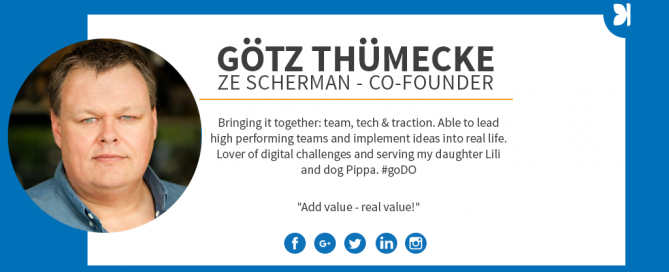 GÖTZ THÜMECKE
ZE SCHERMAN - CO-FOUNDER
Bringing it together: team, tech & traction. Able to lead
high performing teams and implement ideas into real life.
Lover of digital challenges and serving my daughter Lili
and dog Pippa. #goDO
"Add value - real value!"